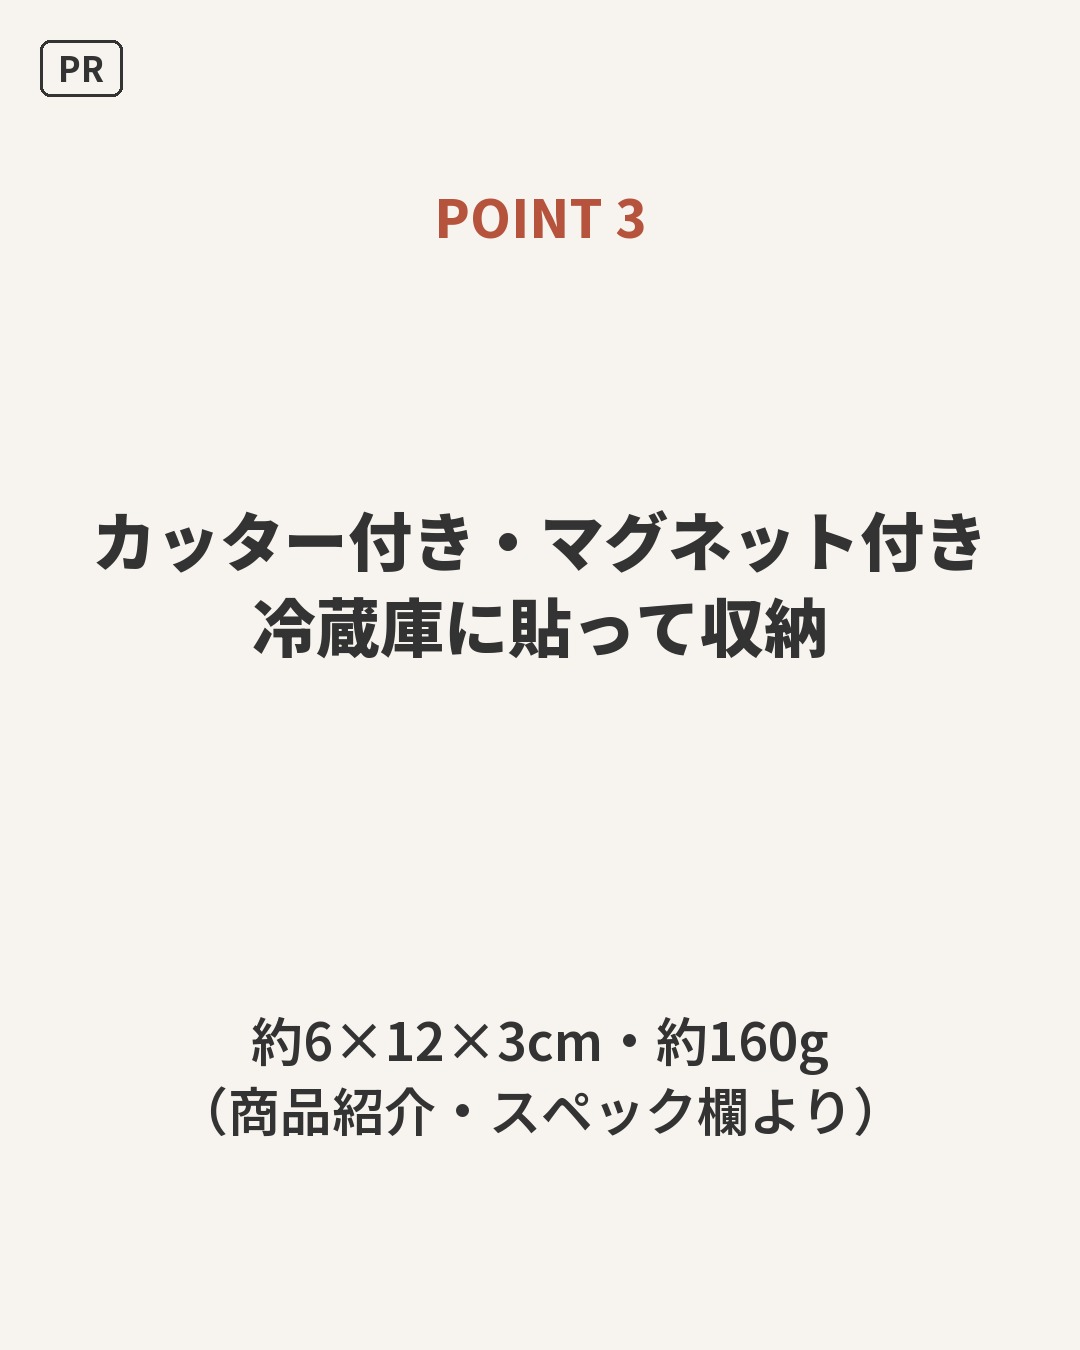 PR
POINT 3
カッター付き・マグネット付き
冷蔵庫に貼って収納
約6×12×3cm・約160g
（商品紹介・スペック欄より）